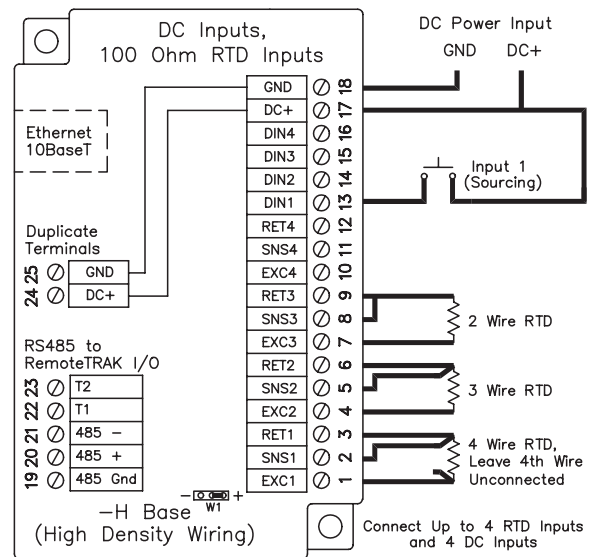 DC Inputs,
100 Ohm RTD Inputs
DC Power Input
GND DC+
GND 18
DC+ 17
DIN4 16
DIN3 15
DIN2 14
DIN1 13
RET4 12
SNS4 11
EXC4 10
RET3 9
SNS3 8
EXC3 7
RET2 6
SNS2 5
EXC2 4
RET1 3
SNS1 2
EXC1 1
Ethernet
10BaseT
Input 1
(Sourcing)
Duplicate
Terminals
25 GND
24 DC+
2 Wire RTD
RS485 to
RemoteTRAK I/O
23 T2
22 T1
21 485 -
20 485 +
19 485 Gnd
3 Wire RTD
4 Wire RTD,
Leave 4th Wire
Unconnected
- +
W1
-H Base
(High Density Wiring)
Connect Up to 4 RTD Inputs
and 4 DC Inputs